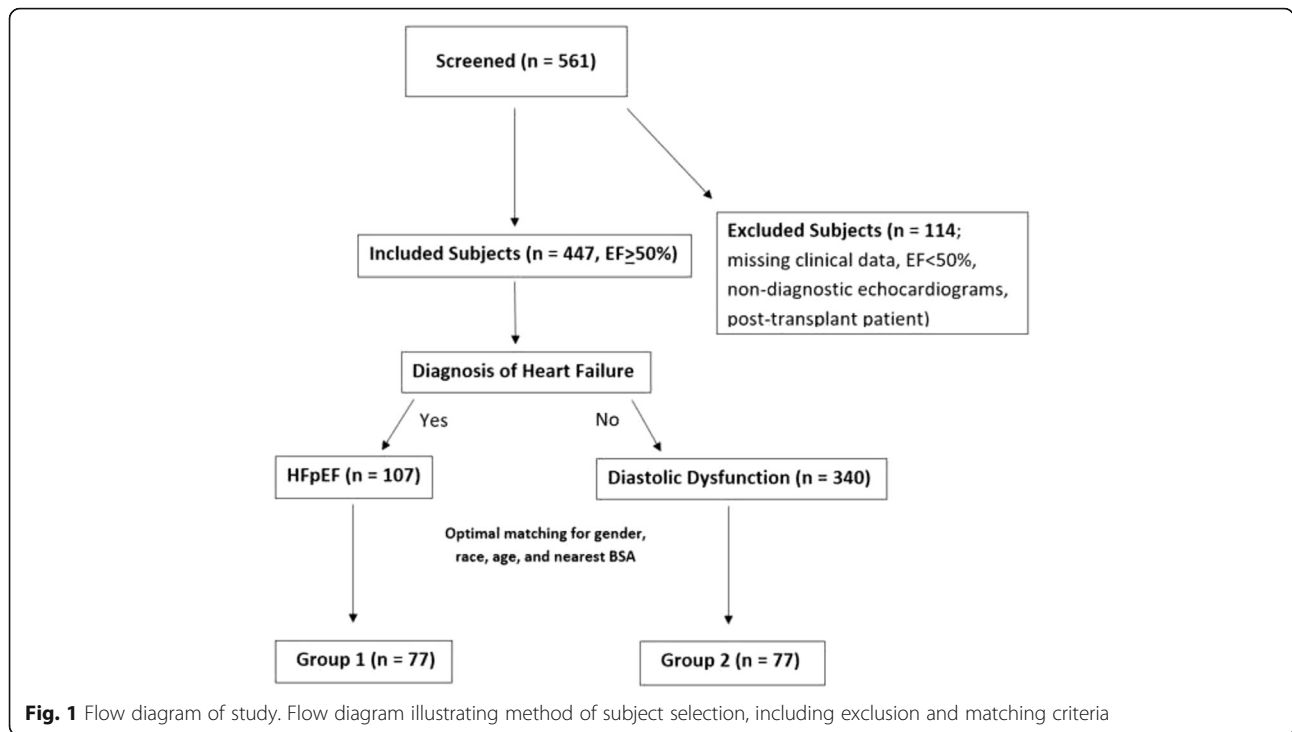 Screened (n = 561)
Included Subjects (n = 447, EF≥50%)
Excluded Subjects (n = 114;
missing clinical data, EF<50%,
non-diagnostic echocardiograms,
post-transplant patient)
Diagnosis of Heart Failure
Yes
No
HFpEF (n = 107)
Diastolic Dysfunction (n = 340)
Optimal matching for gender,
race, age, and nearest BSA
Group 1 (n = 77)
Group 2 (n = 77)
Fig. 1 Flow diagram of study. Flow diagram illustrating method of subject selection, including exclusion and matching criteria